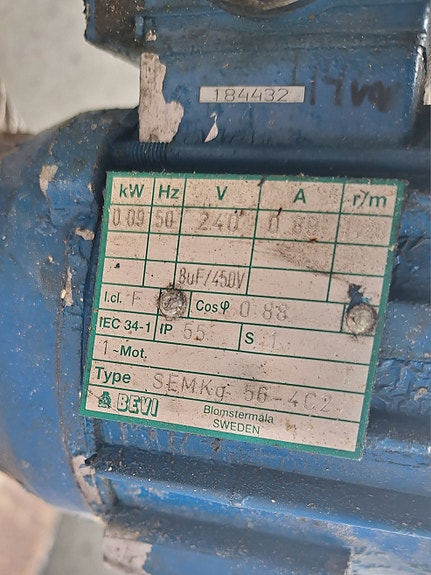 184432
kW Hz V A r/m
0.09 50 240 0.88
8uF/450V
I.cl. F Cosφ 0.88
IEC 34-1 IP 55 S 1
1~Mot.
Type SEMKg 56-4C2
BEVI Blomstermåla
SWEDEN